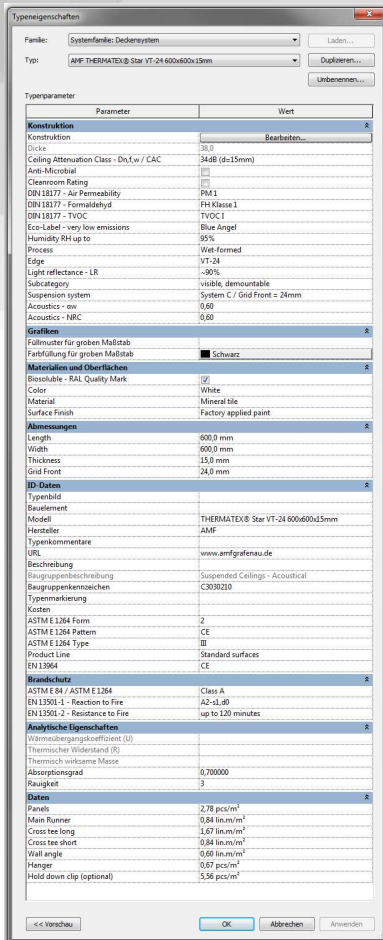 Typeneigenschaften
Familie: Systemfamilie: Deckensystem Laden...
Typ: AMF THERMATEX® Star VT-24 600x600x15mm Duplizieren...
Umbenennen...
Typenparameter
Parameter Wert
Konstruktion
Konstruktion Bearbeiten...
Dicke 38,0
Ceiling Attenuation Class - Dn,f,w / CAC 34dB (d=15mm)
Anti-Microbial
Cleanroom Rating
DIN 18177 - Air Permeability PM 1
DIN 18177 - Formaldehyd FH Klasse 1
DIN 18177 - TVOC TVOC I
Eco-Label - very low emissions Blue Angel
Humidity RH up to 95%
Process Wet-formed
Edge VT-24
Light reflectance - LR ~90%
Subcategory visible, demountable
Suspension system System C / Grid Front = 24mm
Acoustics - αw 0,60
Acoustics - NRC 0,60
Grafiken
Füllmuster für groben Maßstab
Farbfüllung für groben Maßstab Schwarz
Materialien und Oberflächen
Biosoluble - RAL Quality Mark
Color White
Material Mineral tile
Surface Finish Factory applied paint
Abmessungen
Length 600,0 mm
Width 600,0 mm
Thickness 15,0 mm
Grid Front 24,0 mm
ID-Daten
Typenbild
Bauelement
Modell THERMATEX® Star VT-24 600x600x15mm
Hersteller AMF
Typenkommentare
URL www.amfgrafenau.de
Beschreibung
Baugruppenbeschreibung Suspended Ceilings - Acoustical
Baugruppenkennzeichen C3030210
Typenmarkierung
Kosten
ASTM E 1264 Form 2
ASTM E 1264 Pattern CE
ASTM E 1264 Type III
Product Line Standard surfaces
EN 13964 CE
Brandschutz
ASTM E 84 / ASTM E 1264 Class A
EN 13501-1 - Reaction to Fire A2-s1,d0
EN 13501-2 - Resistance to Fire up to 120 minutes
Analytische Eigenschaften
Wärmeübergangskoeffizient (U)
Thermischer Widerstand (R)
Thermisch wirksame Masse
Absorptionsgrad 0,700000
Rauigkeit 3
Daten
Panels 2,78 pcs/m²
Main Runner 0,84 lin.m/m²
Cross tee long 1,67 lin.m/m²
Cross tee short 0,84 lin.m/m²
Wall angle 0,60 lin.m/m²
Hanger 0,67 pcs/m²
Hold down clip (optional) 5,56 pcs/m²
<< Vorschau OK Abbrechen Anwenden